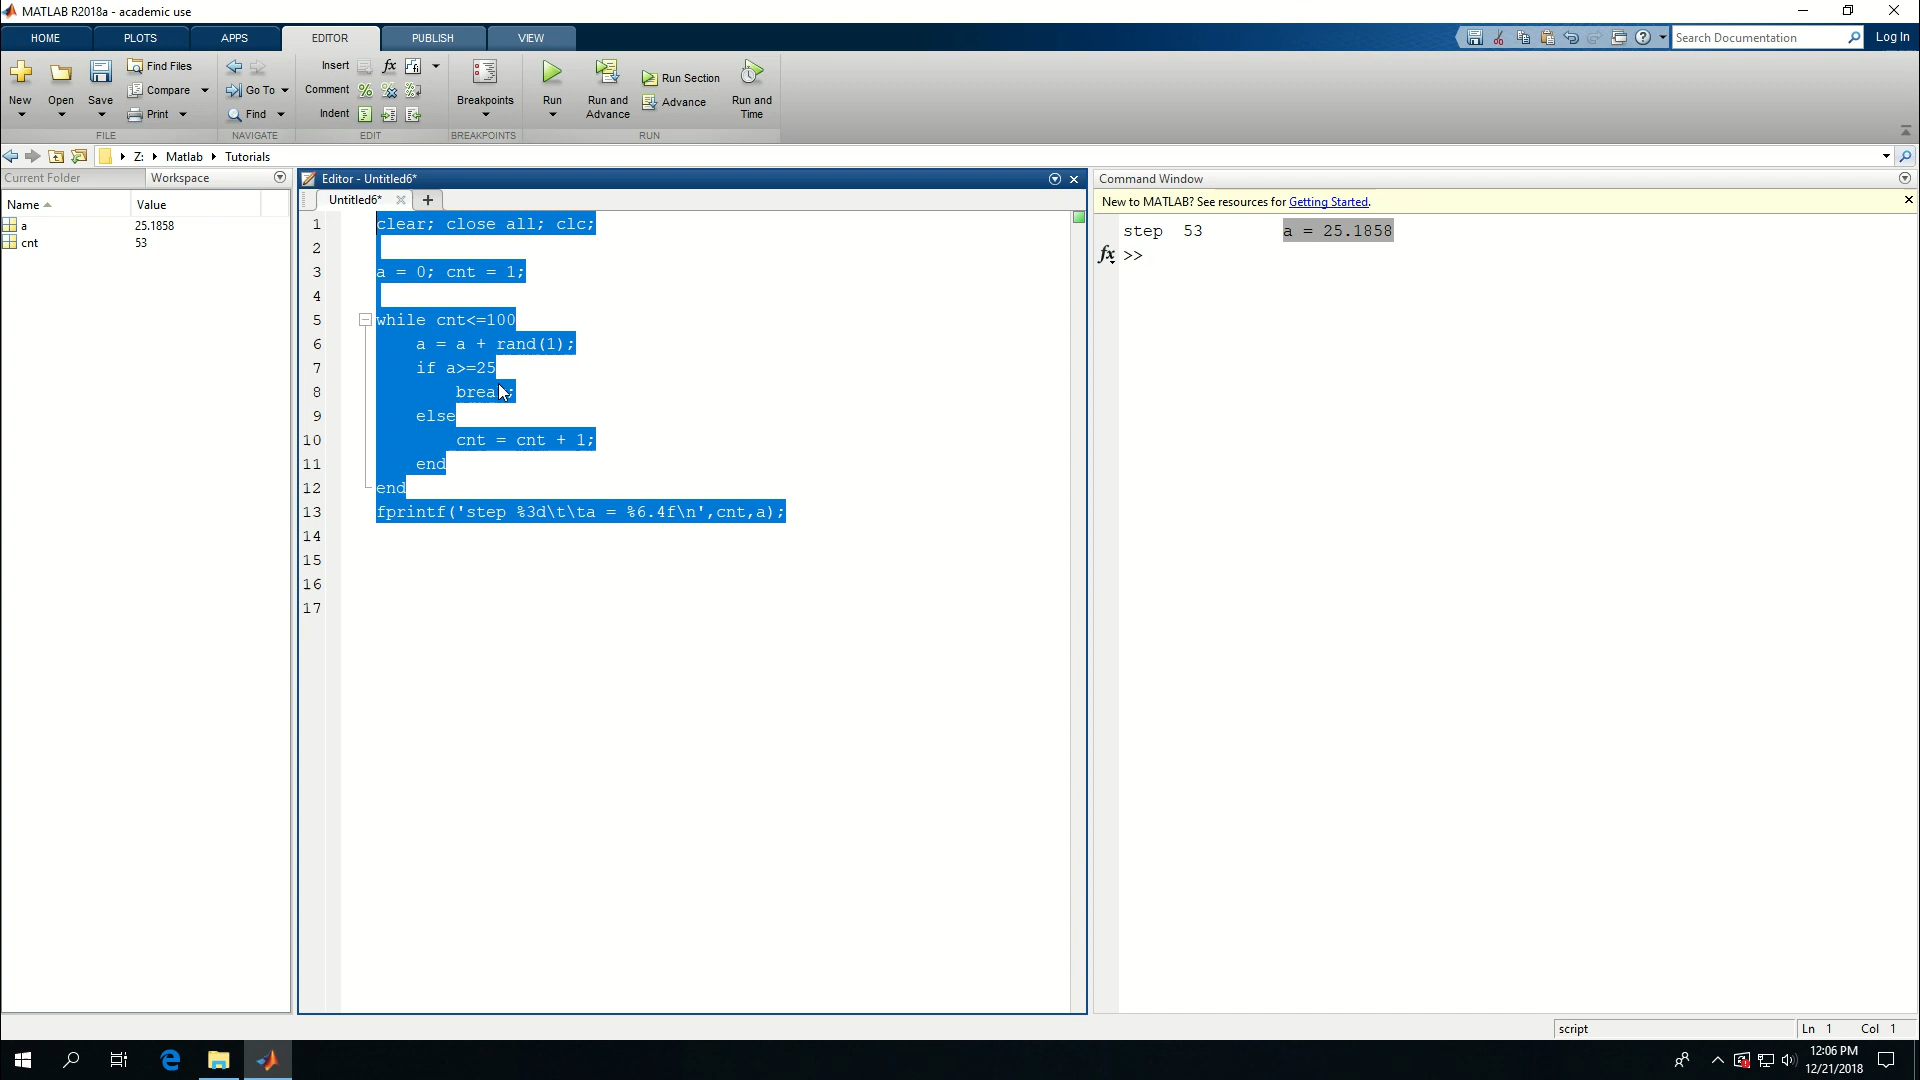 MATLAB R2018a - academic use
HOME PLOTS APPS EDITOR PUBLISH VIEW
Search Documentation
Log In
New
Open
Save
Find Files
Compare
Print
FILE
Go To
Find
NAVIGATE
Insert fx
Comment
Indent
EDIT
Breakpoints
BREAKPOINTS
Run
Run and Advance
Run Section
Advance
Run and Time
RUN
Z: Matlab Tutorials
Current Folder Workspace
Name Value
a 25.1858
cnt 53
Editor - Untitled6*
Untitled6*
1 clear; close all; clc;
2
3 a = 0; cnt = 1;
4
5 while cnt<=100
6 a = a + rand(1);
7 if a>=25
8 break;
9 else
10 cnt = cnt + 1;
11 end
12 end
13 fprintf('step %3d\t\ta = %6.4f\n',cnt,a);
14
15
16
17
Command Window
New to MATLAB? See resources for Getting Started.
step 53 a = 25.1858
fx >>
script Ln 1 Col 1
12:06 PM
12/21/2018